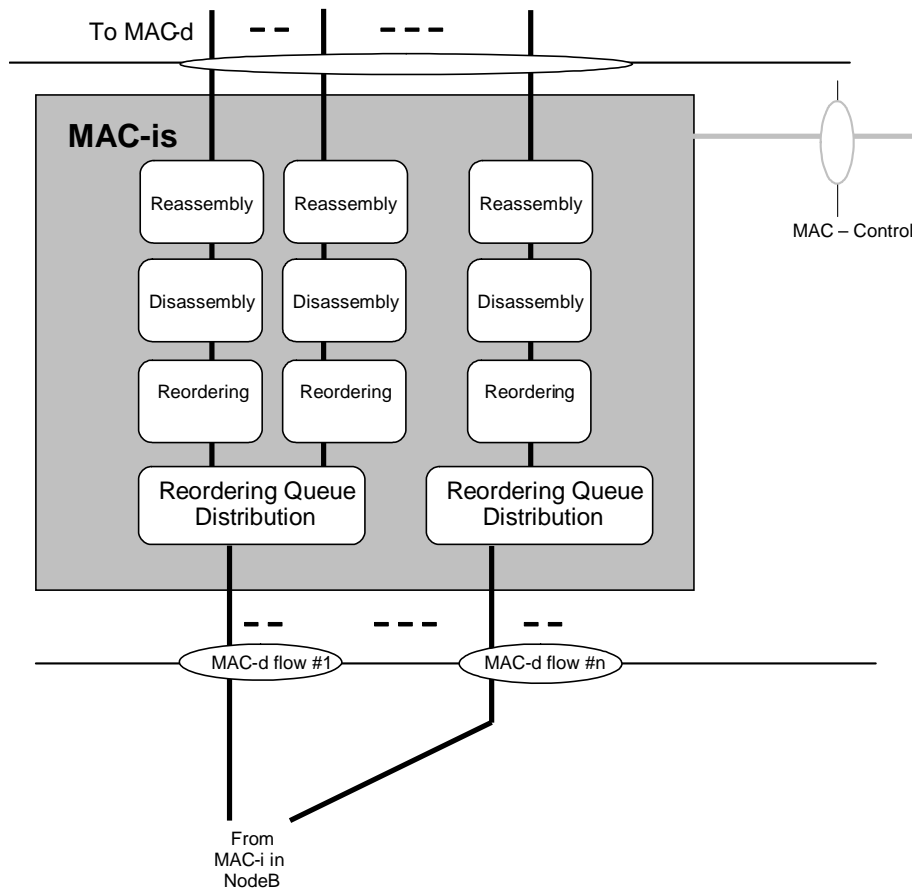 To MAC-d
MAC-is
Reassembly
Reassembly
Reassembly
MAC – Control
Disassembly
Disassembly
Disassembly
Reordering
Reordering
Reordering
Reordering Queue
Distribution
Reordering Queue
Distribution
MAC-d flow #1
MAC-d flow #n
From
MAC-i in
NodeB